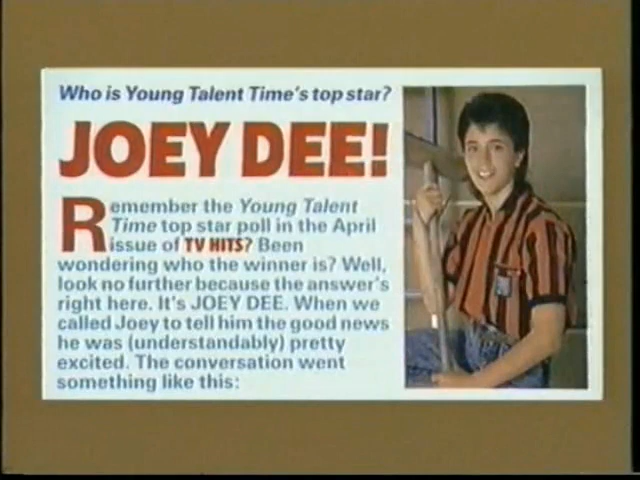 Who is Young Talent Time's top star?
JOEY DEE!
Remember the Young Talent
Time top star poll in the April
issue of TV HITS? Been
wondering who the winner is? Well,
look no further because the answer's
right here. It's JOEY DEE. When we
called Joey to tell him the good news
he was (understandably) pretty
excited. The conversation went
something like this: